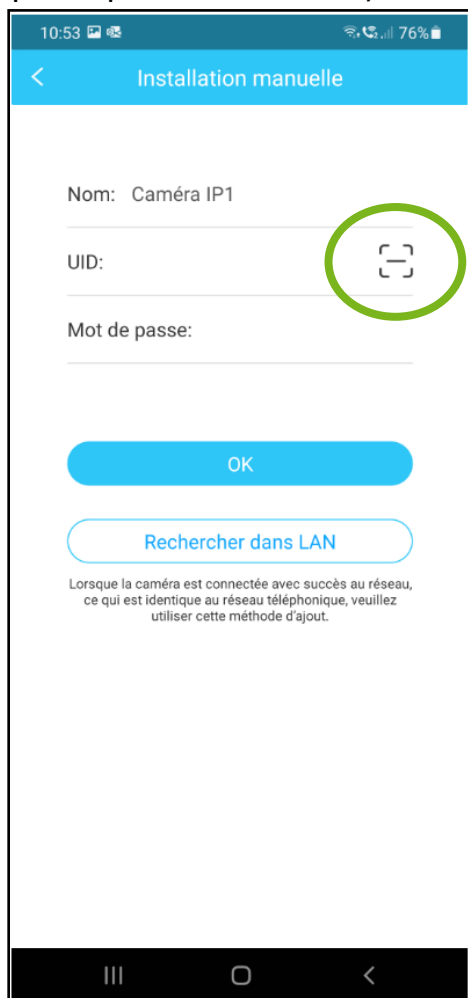 10:53 76%
Installation manuelle
Nom: Caméra IP1
UID:
Mot de passe:
OK
Rechercher dans LAN
Lorsque la caméra est connectée avec succès au réseau,
ce qui est identique au réseau téléphonique, veuillez
utiliser cette méthode d'ajout.